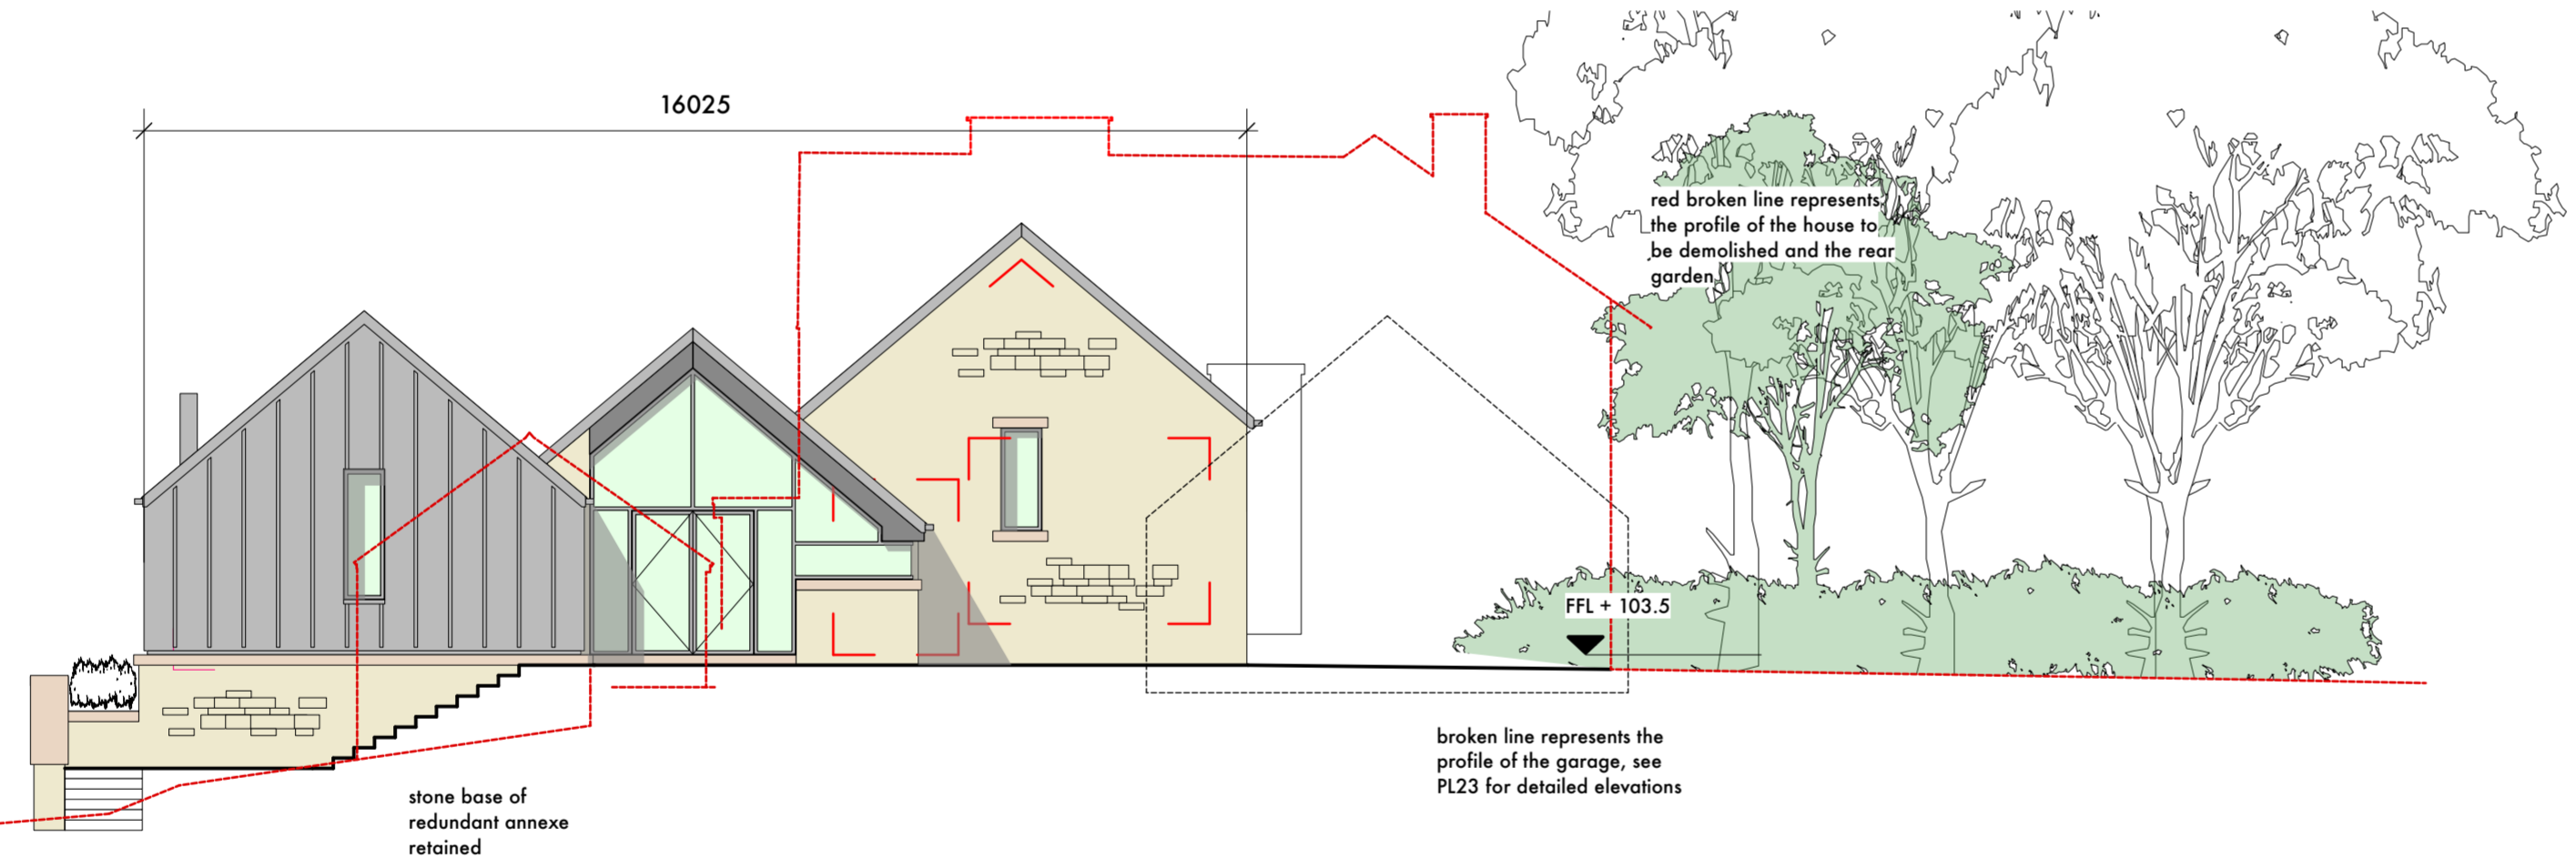 16025
red broken line represents
the profile of the house to
be demolished and the rear
garden
FFL + 103.5
broken line represents the
profile of the garage, see
PL23 for detailed elevations
stone base of
redundant annexe
retained